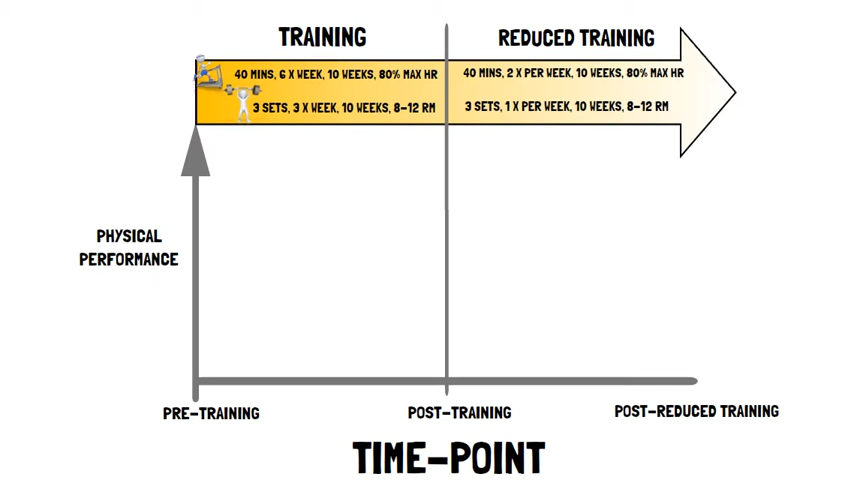 TRAINING
REDUCED TRAINING
40 MINS, 6 X WEEK, 10 WEEKS, 80% MAX HR
40 MINS, 2 X PER WEEK, 10 WEEKS, 80% MAX HR
3 SETS, 3 X WEEK, 10 WEEKS, 8-12 RM
3 SETS, 1 X PER WEEK, 10 WEEKS, 8-12 RM
PHYSICAL
PERFORMANCE
PRE-TRAINING
POST-TRAINING
POST-REDUCED TRAINING
TIME-POINT